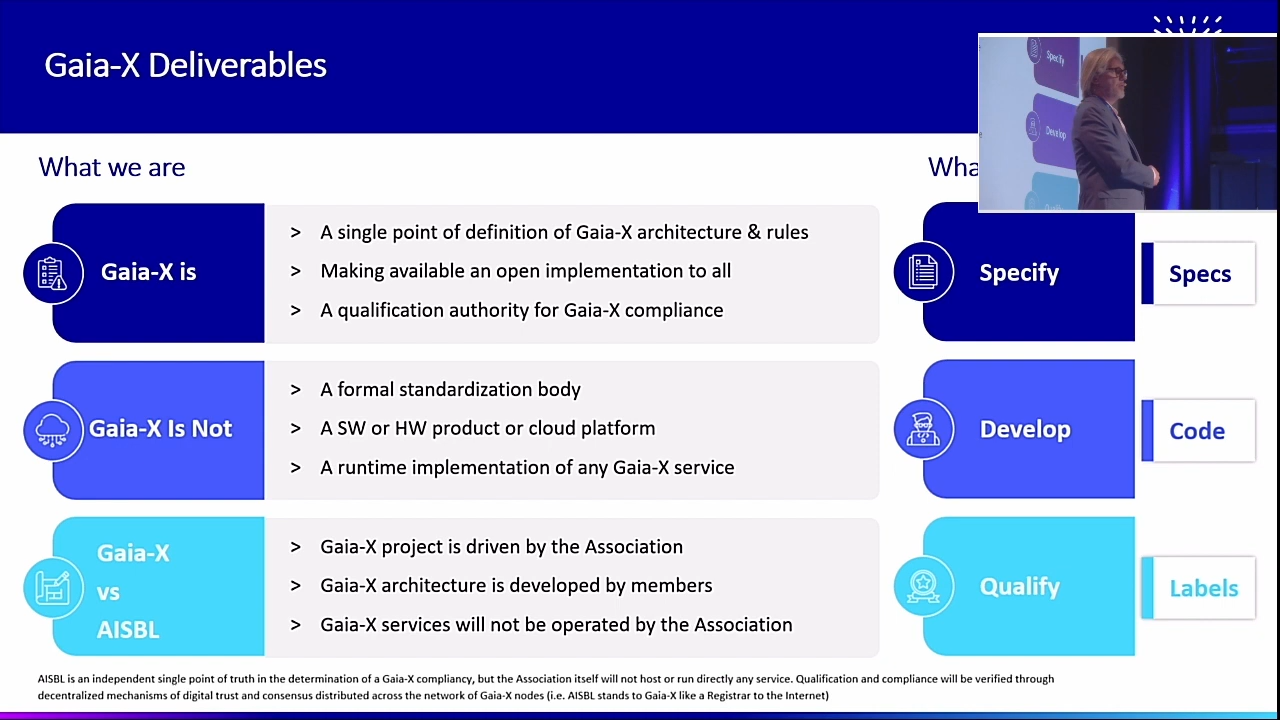 Gaia-X Deliverables
What we are
Gaia-X is
> A single point of definition of Gaia-X architecture & rules
> Making available an open implementation to all
> A qualification authority for Gaia-X compliance
Gaia-X Is Not
> A formal standardization body
> A SW or HW product or cloud platform
> A runtime implementation of any Gaia-X service
Gaia-X
vs
AISBL
> Gaia-X project is driven by the Association
> Gaia-X architecture is developed by members
> Gaia-X services will not be operated by the Association
Specify
Specs
Develop
Code
Qualify
Labels
Specify
Develop
AISBL is an independent single point of truth in the determination of a Gaia-X compliancy, but the Association itself will not host or run directly any service. Qualification and compliance will be verified through
decentralized mechanisms of digital trust and consensus distributed across the network of Gaia-X nodes (i.e. AISBL stands to Gaia-X like a Registrar to the Internet)